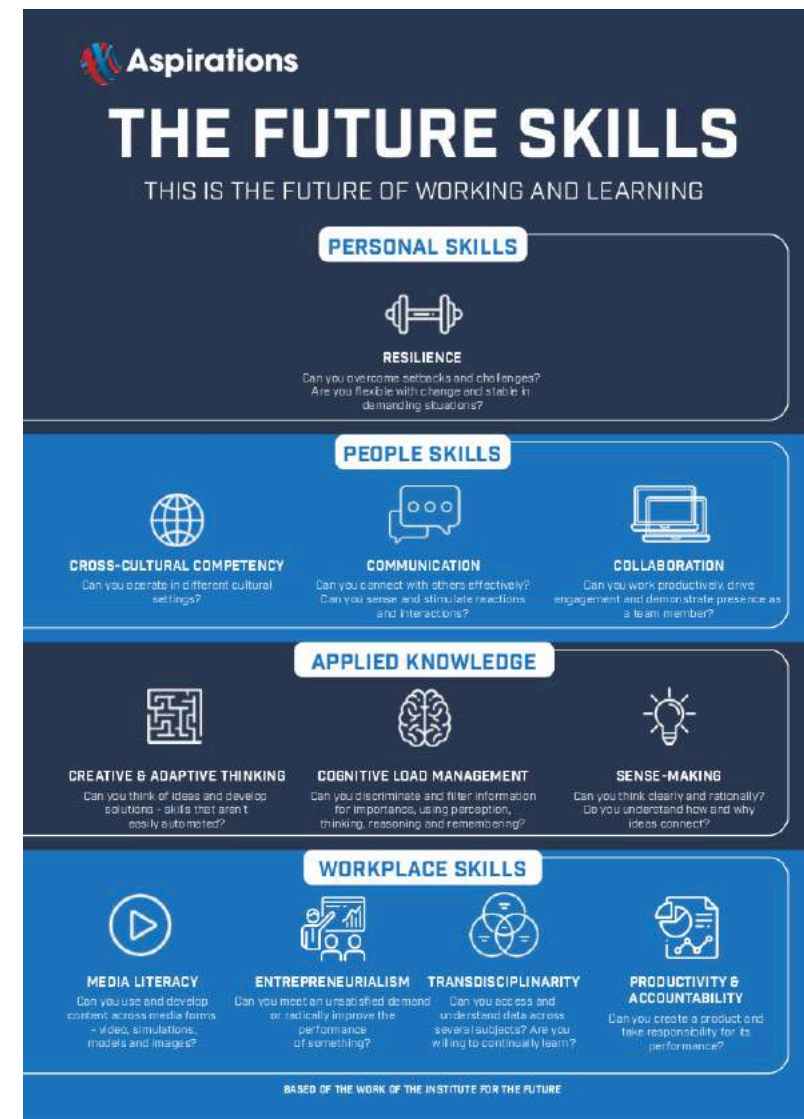 Aspirations
THE FUTURE SKILLS
THIS IS THE FUTURE OF WORKING AND LEARNING
PERSONAL SKILLS
RESILIENCE
Can you overcome setbacks and challenges?
Are you flexible with change and stable in
demanding situations?
PEOPLE SKILLS
CROSS-CULTURAL COMPETENCY
Can you operate in different cultural
settings?
COMMUNICATION
Can you connect with others effectively?
Can you sense and stimulate reactions
and interactions?
COLLABORATION
Can you work productively, drive
engagement and demonstrate presence as
a team member?
APPLIED KNOWLEDGE
CREATIVE & ADAPTIVE THINKING
Can you think of ideas and develop
solutions - skills that aren't
easily automated?
COGNITIVE LOAD MANAGEMENT
Can you discriminate and filter information
for importance, using perception,
thinking, reasoning and remembering?
SENSE-MAKING
Can you think clearly and rationally?
Do you understand how and why
ideas connect?
WORKPLACE SKILLS
MEDIA LITERACY
Can you use and develop
content across media forms
- video, simulations,
models and images?
ENTREPRENEURIALISM
Can you meet an unsatisfied demand
or radically improve the
performance
of something?
TRANSDISCIPLINARITY
Can you access and
understand data across
several subjects? Are you
willing to continually learn?
PRODUCTIVITY &
ACCOUNTABILITY
Can you create a product and
take responsibility for its
performance?
BASED OF THE WORK OF THE INSTITUTE FOR THE FUTURE